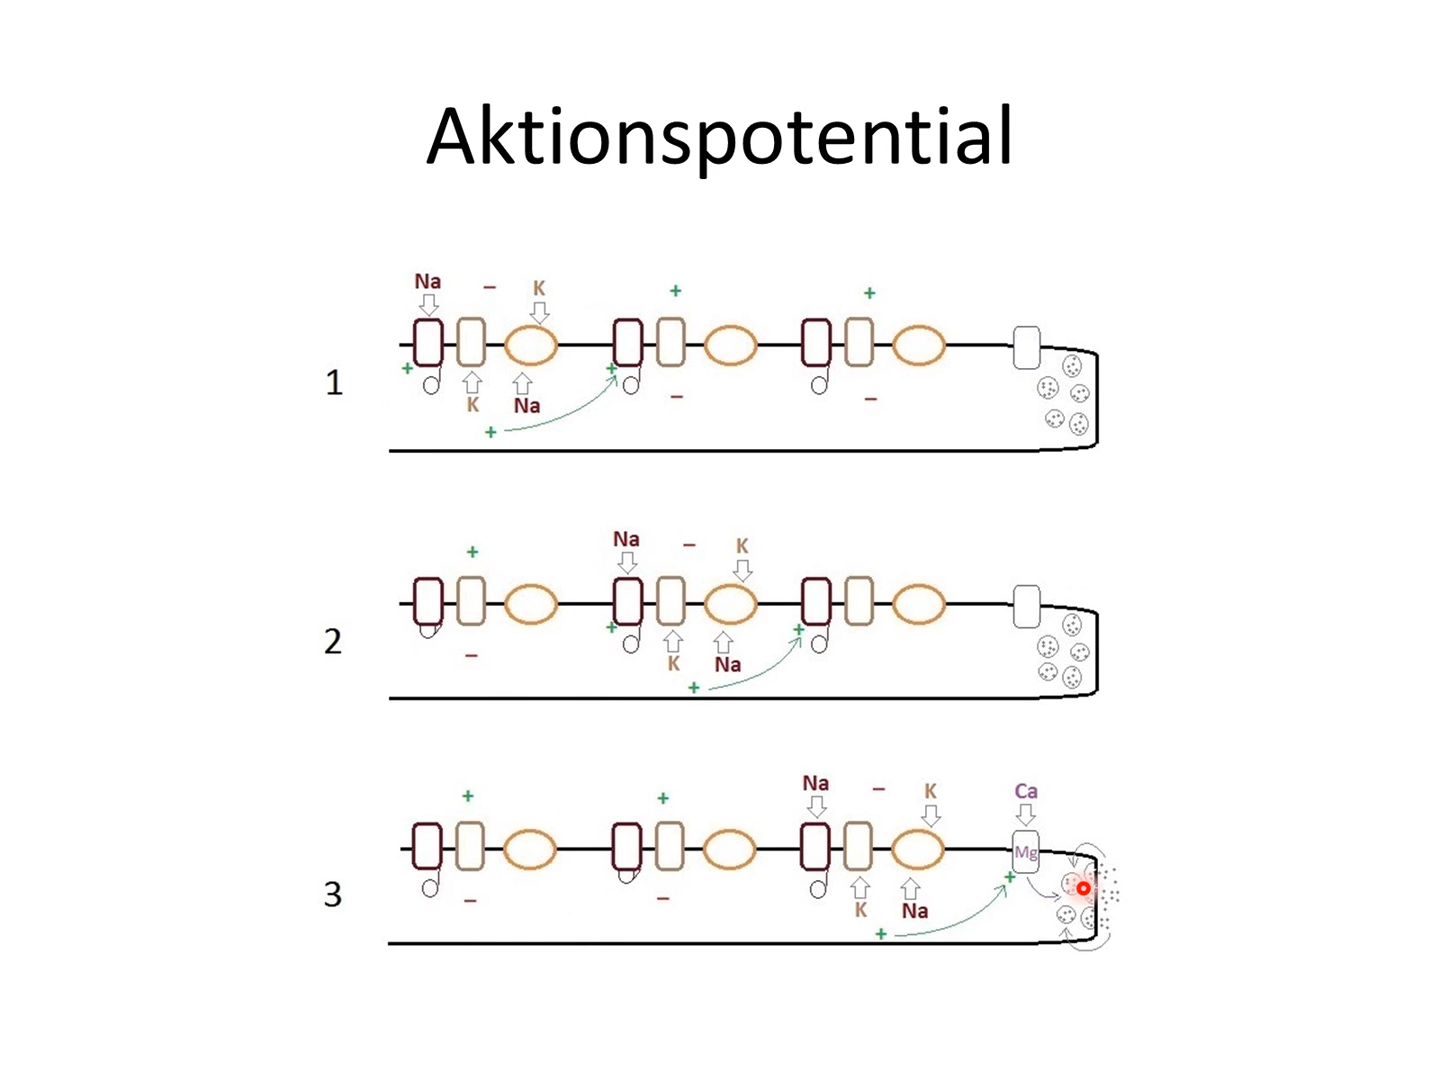 Aktionspotential
Na – K + +
+ +
1
K Na – –
+
+ Na – K
+ +
2
– K Na
+
+ + Na – K Ca
Mg
+
3
– – K Na
+